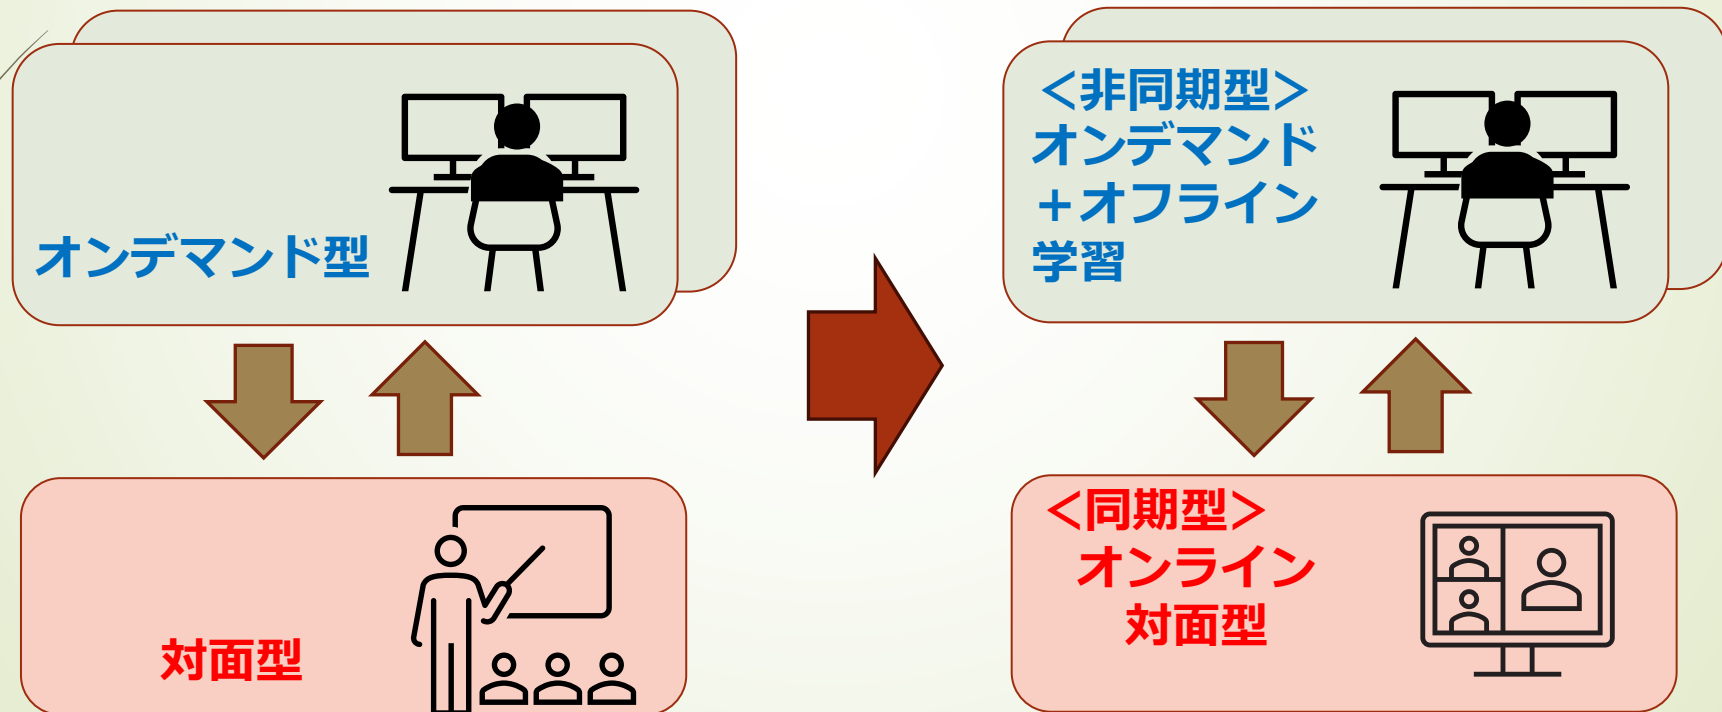 オンデマンド型
対面型
＜非同期型＞
オンデマンド
＋オフライン
学習
＜同期型＞
オンライン
対面型